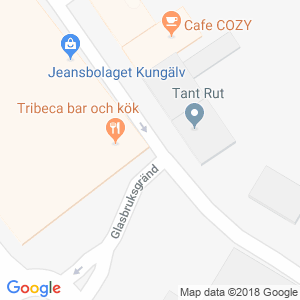 Cafe COZY
Jeansbolaget Kungälv
Tant Rut
Tribeca bar och kök
Glasbruksgränd
Google
Map data ©2018 Google